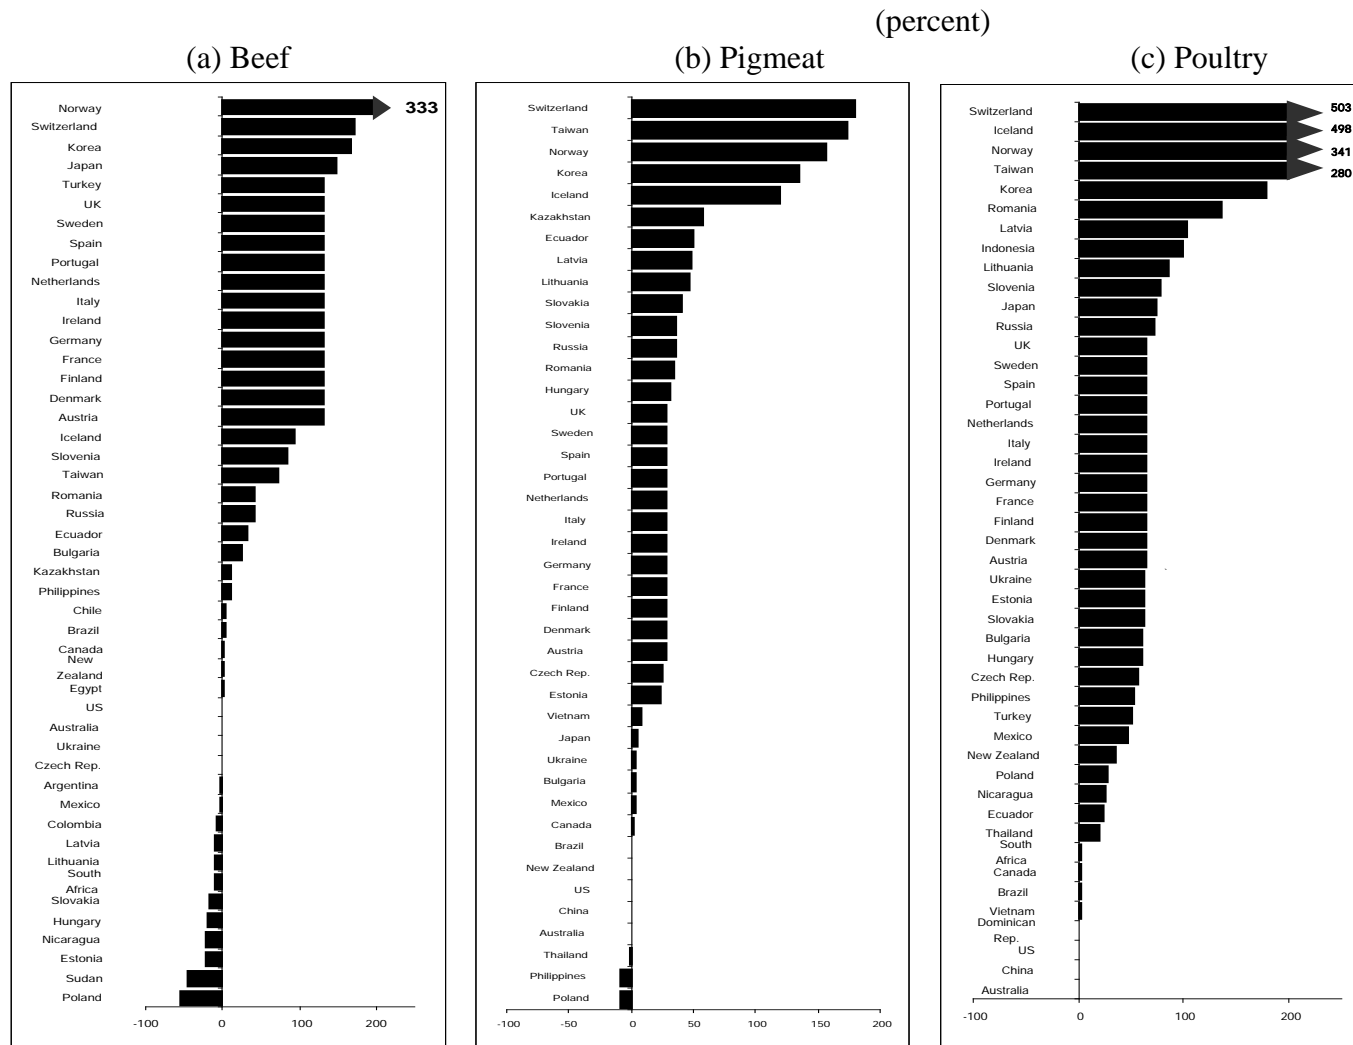 (percent)
(a) Beef
(b) Pigmeat
(c) Poultry
Norway
333
Switzerland
Korea
Japan
Turkey
UK
Sweden
Spain
Portugal
Netherlands
Italy
Ireland
Germany
France
Finland
Denmark
Austria
Iceland
Slovenia
Taiwan
Romania
Russia
Ecuador
Bulgaria
Kazakhstan
Philippines
Chile
Brazil
Canada
New
Zealand
Egypt
US
Australia
Ukraine
Czech Rep.
Argentina
Mexico
Colombia
Latvia
Lithuania
South
Africa
Slovakia
Hungary
Nicaragua
Estonia
Sudan
Poland
-100 0 100 200
Switzerland
Taiwan
Norway
Korea
Iceland
Kazakhstan
Ecuador
Latvia
Lithuania
Slovakia
Slovenia
Russia
Romania
Hungary
UK
Sweden
Spain
Portugal
Netherlands
Italy
Ireland
Germany
France
Finland
Denmark
Austria
Czech Rep.
Estonia
Vietnam
Japan
Ukraine
Bulgaria
Mexico
Canada
Brazil
New Zealand
US
China
Australia
Thailand
Philippines
Poland
-100 -50 0 50 100 150 200
Switzerland
503
Iceland
498
Norway
341
Taiwan
280
Korea
Romania
Latvia
Indonesia
Lithuania
Slovenia
Japan
Russia
UK
Sweden
Spain
Portugal
Netherlands
Italy
Ireland
Germany
France
Finland
Denmark
Austria
Ukraine
Estonia
Slovakia
Bulgaria
Hungary
Czech Rep.
Philippines
Turkey
Mexico
New Zealand
Poland
Nicaragua
Ecuador
Thailand
South
Africa
Canada
Brazil
Vietnam
Dominican
Rep.
US
China
Australia
-100 0 100 200